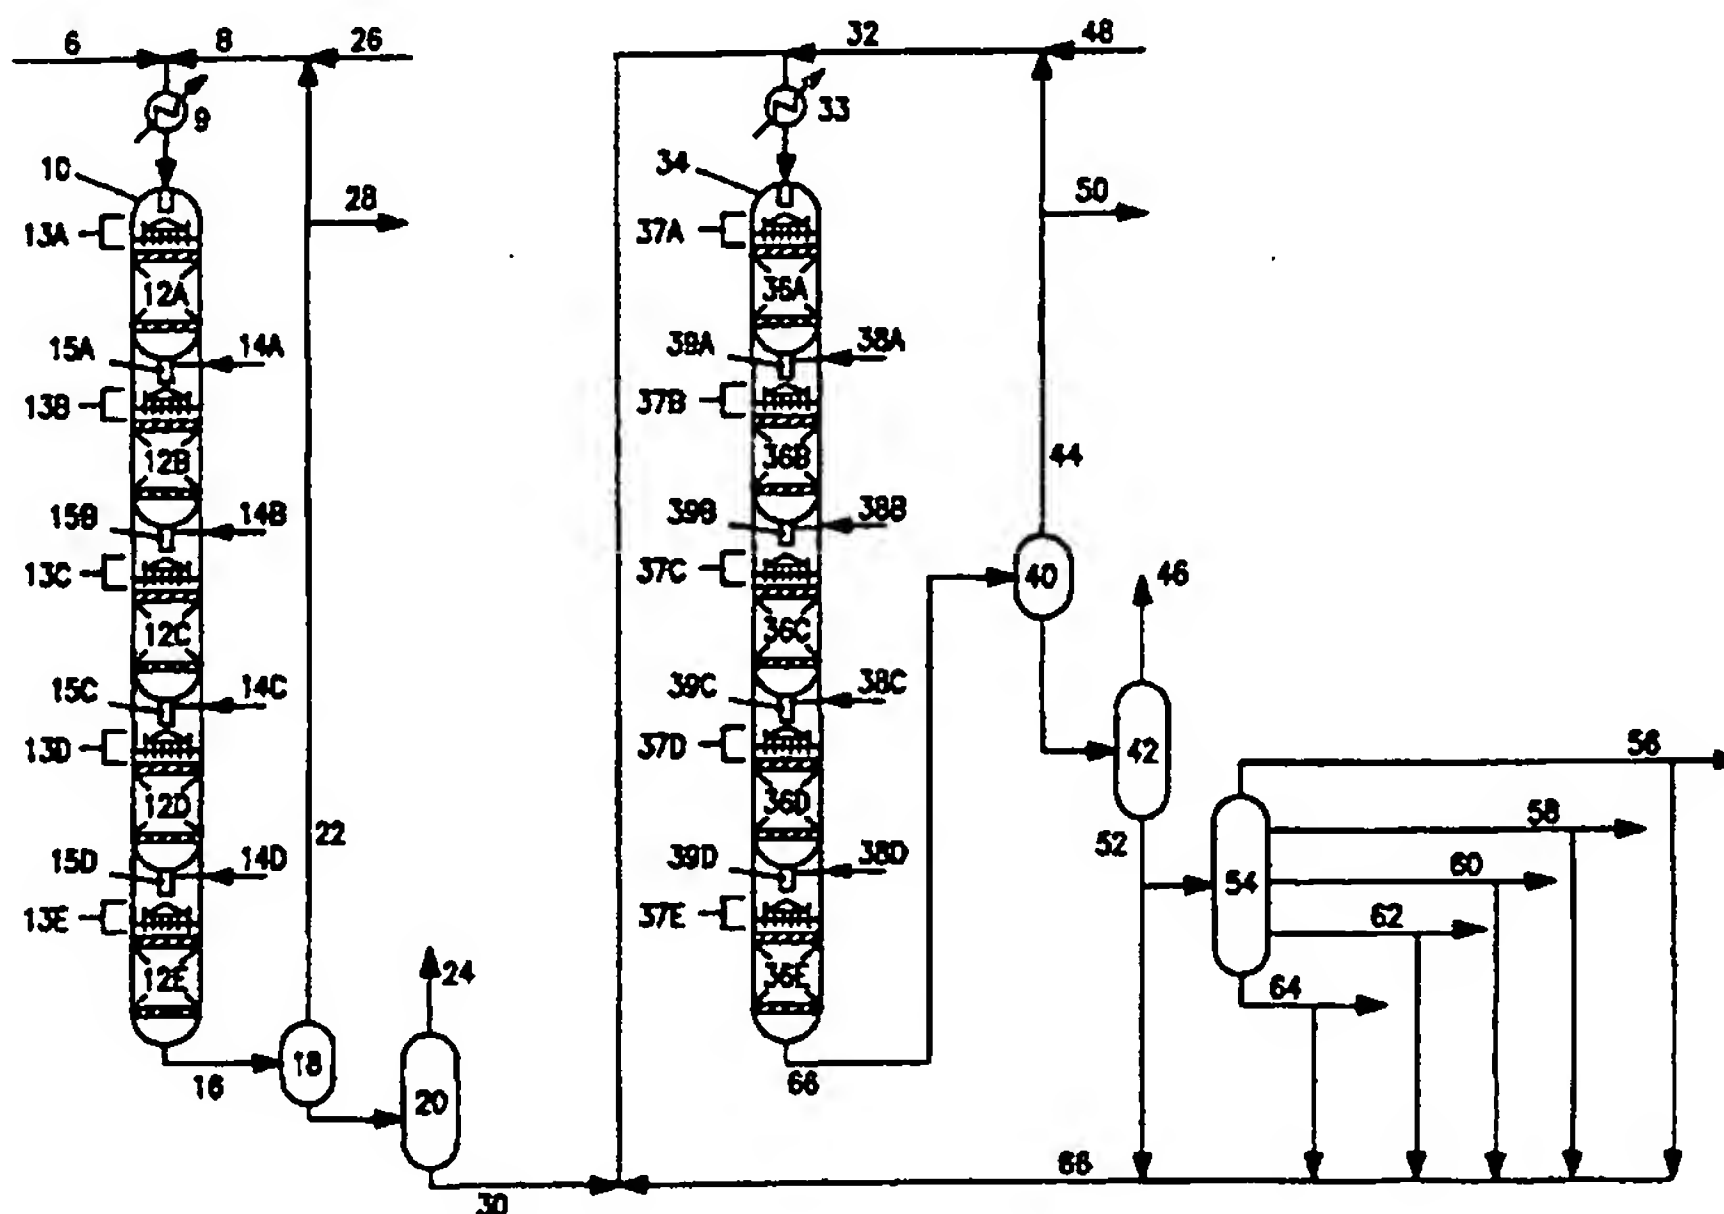 6 8 26 32 48
9 33
10 34
28 50
13A 37A
12A 36A
15A 14A 39A 38A
13B 37B
12B 36B 44
15B 14B 39B 38B
13C 37C 40 46
12C 36C
15C 14C 39C 38C
13D 37D 42 56
12D 36D 58
22 52
15D 14D 39D 38D 60
54
13E 37E 62
12E 24 36E 64
18
16 66
20
68
30